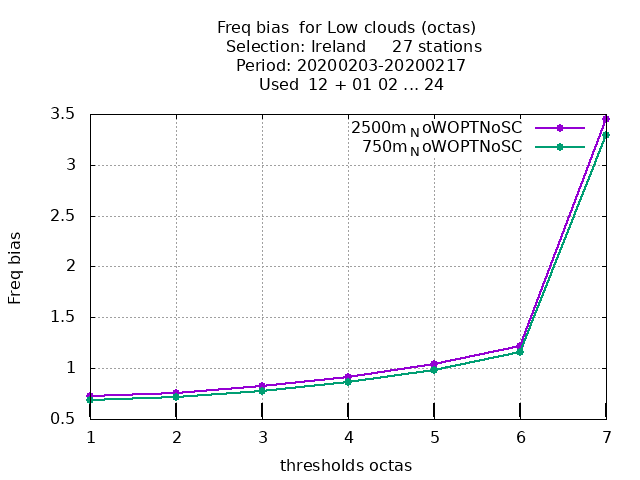 Freq bias  for Low clouds (octas)
Selection: Ireland     27 stations
Period: 20200203-20200217
Used  12 + 01 02 ... 24
2500m_NoWOPTNoSC
750m_NoWOPTNoSC
3.5
3
2.5
2
1.5
1
0.5
Freq bias
1 2 3 4 5 6 7
thresholds octas